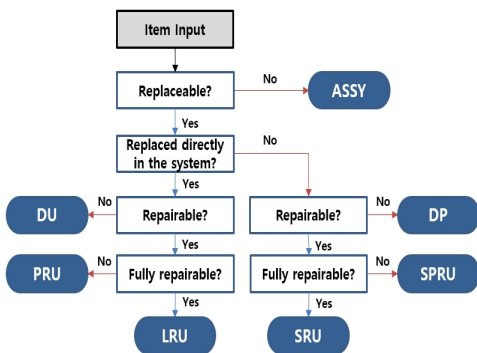 Item Input
Replaceable?
No
ASSY
Yes
Replaced directly
in the system?
No
Yes
DU
No
Repairable?
Repairable?
No
DP
Yes
Yes
PRU
No
Fully repairable?
Fully repairable?
No
SPRU
Yes
Yes
LRU
SRU